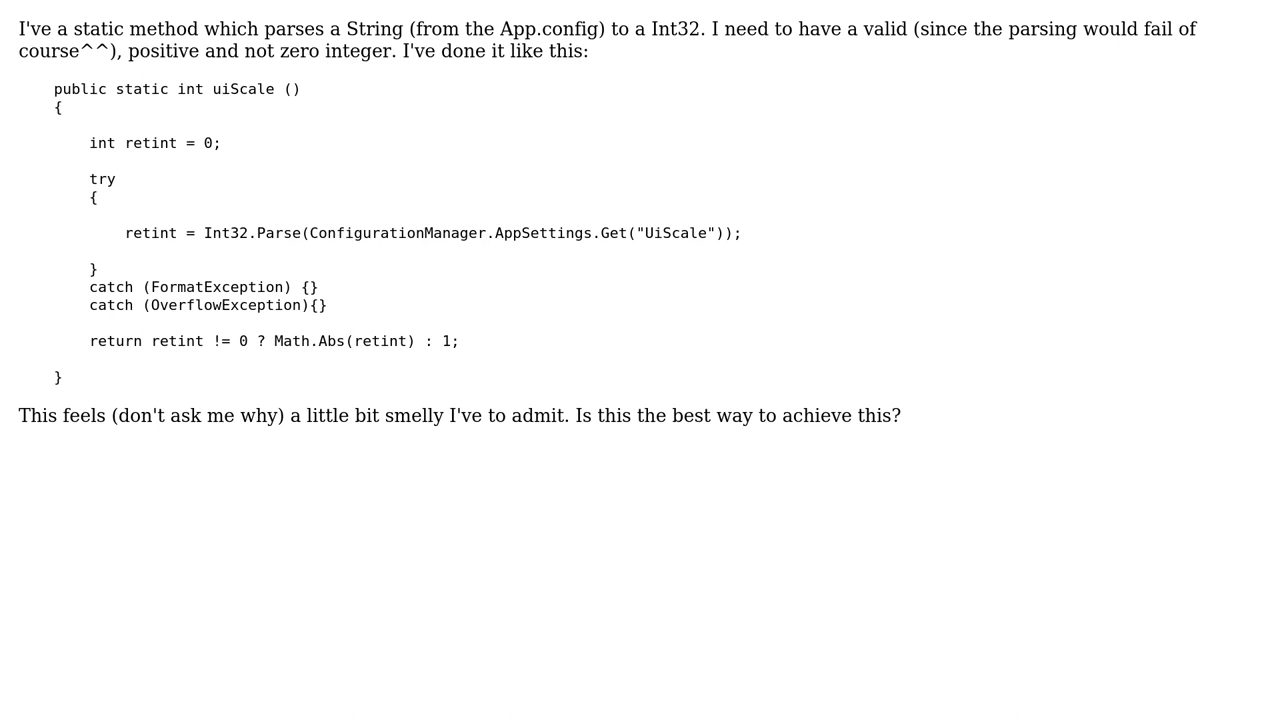 I've a static method which parses a String (from the App.config) to a Int32. I need to have a valid (since the parsing would fail of
course^^), positive and not zero integer. I've done it like this:
public static int uiScale ()
{
int retint = 0;
try
{
retint = Int32.Parse(ConfigurationManager.AppSettings.Get("UiScale"));
}
catch (FormatException) {}
catch (OverflowException){}
return retint != 0 ? Math.Abs(retint) : 1;
}
This feels (don't ask me why) a little bit smelly I've to admit. Is this the best way to achieve this?